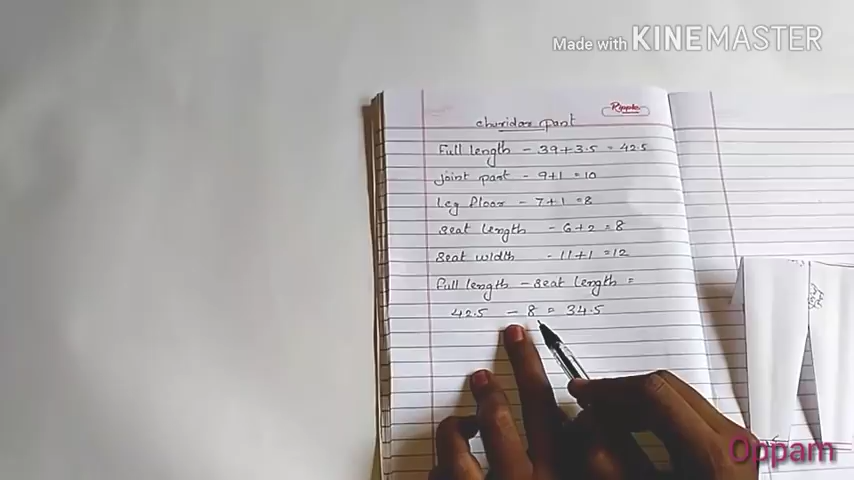 Made with KINEMASTER
Ripple
churidar pant
Full length - 39+3.5 = 42.5
joint part - 9+1 =10
Leg floor - 7+1 =8
seat length - 6+2 =8
seat width - 11+1 =12
Full length - seat length =
42.5 - 8 = 34.5
Oppam